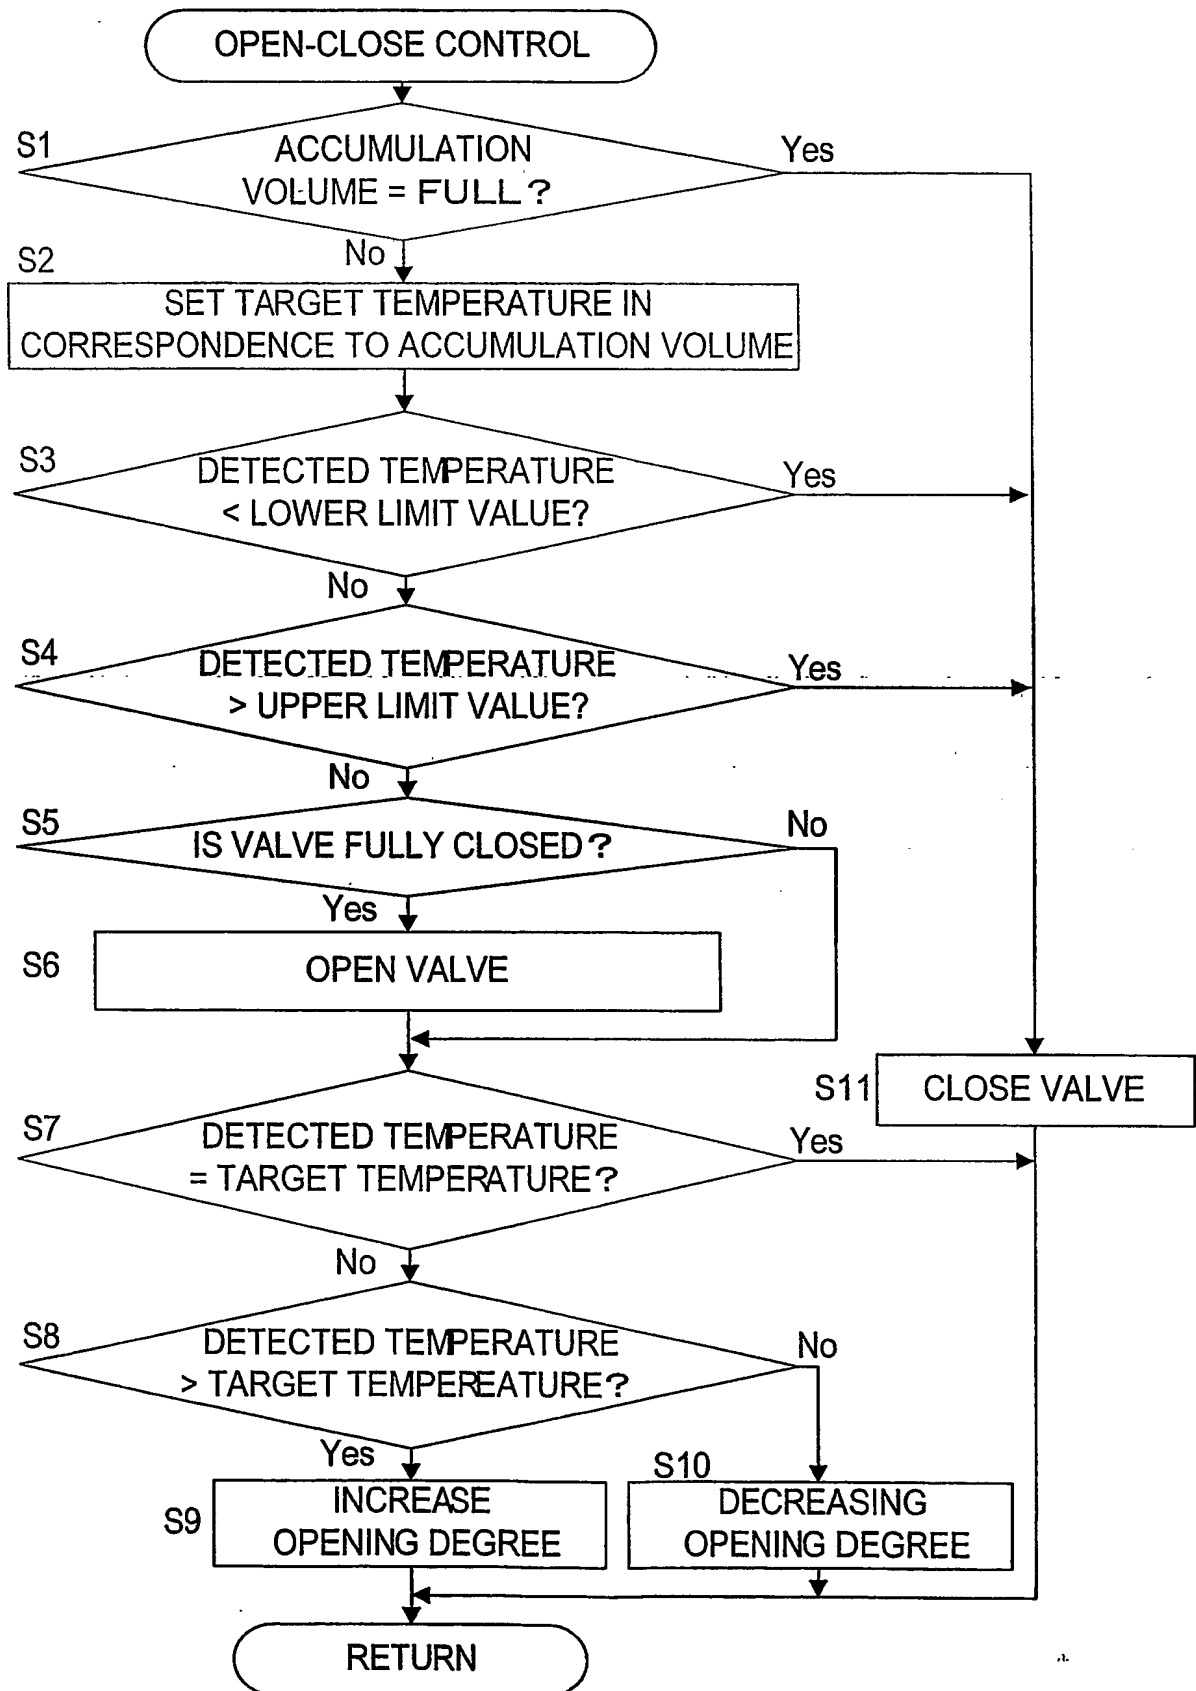 OPEN-CLOSE CONTROL
S1
ACCUMULATION
VOLUME = FULL?
Yes
No
S2
SET TARGET TEMPERATURE IN
CORRESPONDENCE TO ACCUMULATION VOLUME
S3
DETECTED TEMPERATURE
< LOWER LIMIT VALUE?
Yes
No
S4
DETECTED TEMPERATURE
> UPPER LIMIT VALUE?
Yes
No
S5
IS VALVE FULLY CLOSED?
No
Yes
S6
OPEN VALVE
S11
CLOSE VALVE
S7
DETECTED TEMPERATURE
= TARGET TEMPERATURE?
Yes
No
S8
DETECTED TEMPERATURE
> TARGET TEMPEREATURE?
No
Yes
S9
INCREASE
OPENING DEGREE
S10
DECREASING
OPENING DEGREE
RETURN